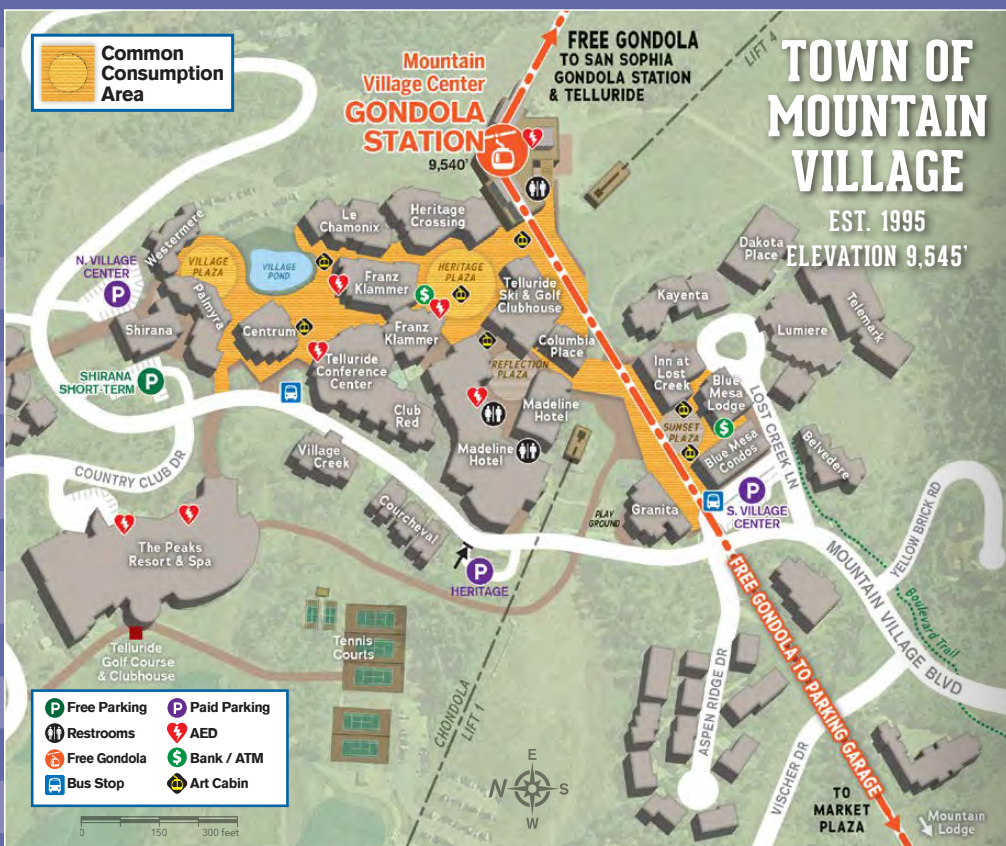 Common
Consumption
Area
Mountain
Village Center
GONDOLA
STATION
9,540'
FREE GONDOLA
TO SAN SOPHIA
GONDOLA STATION
& TELLURIDE
LIFT 4
TOWN OF
MOUNTAIN
VILLAGE
EST. 1995
ELEVATION 9,545'
Westermere
Le
Chamonix
Heritage
Crossing
N. VILLAGE
CENTER
P
VILLAGE
PLAZA
VILLAGE
POND
Franz
Klammer
$
HERITAGE
PLAZA
Telluride
Ski & Golf
Clubhouse
Dakota
Place
Kayenta
Telemark
Lumiere
Palmyra
Shirana
Centrum
Franz
Klammer
Columbia
Place
Telluride
Conference
Center
REFLECTION
PLAZA
Inn at
Lost
Creek
Blue
Mesa
Lodge
LOST CREEK LN
SHIRANA
SHORT-TERM
P
Club
Red
Madeline
Hotel
SUNSET
PLAZA
$
Blue Mesa
Condos
Belvedere
Village
Creek
Madeline
Hotel
COUNTRY CLUB DR
Courcheval
PLAY
GROUND
Granita
P
S. VILLAGE
CENTER
YELLOW BRICK RD
The Peaks
Resort & Spa
P
HERITAGE
FREE GONDOLA TO PARKING GARAGE
MOUNTAIN VILLAGE BLVD
Boulevard Trail
Telluride
Golf Course
& Clubhouse
Tennis
Courts
CHONDOLA
LIFT 1
ASPEN RIDGE DR
VISCHER DR
P Free Parking
P Paid Parking
Restrooms
AED
Free Gondola
$ Bank / ATM
Bus Stop
Art Cabin
0 150 300 feet
E
N S
W
TO
MARKET
PLAZA
Mountain
Lodge